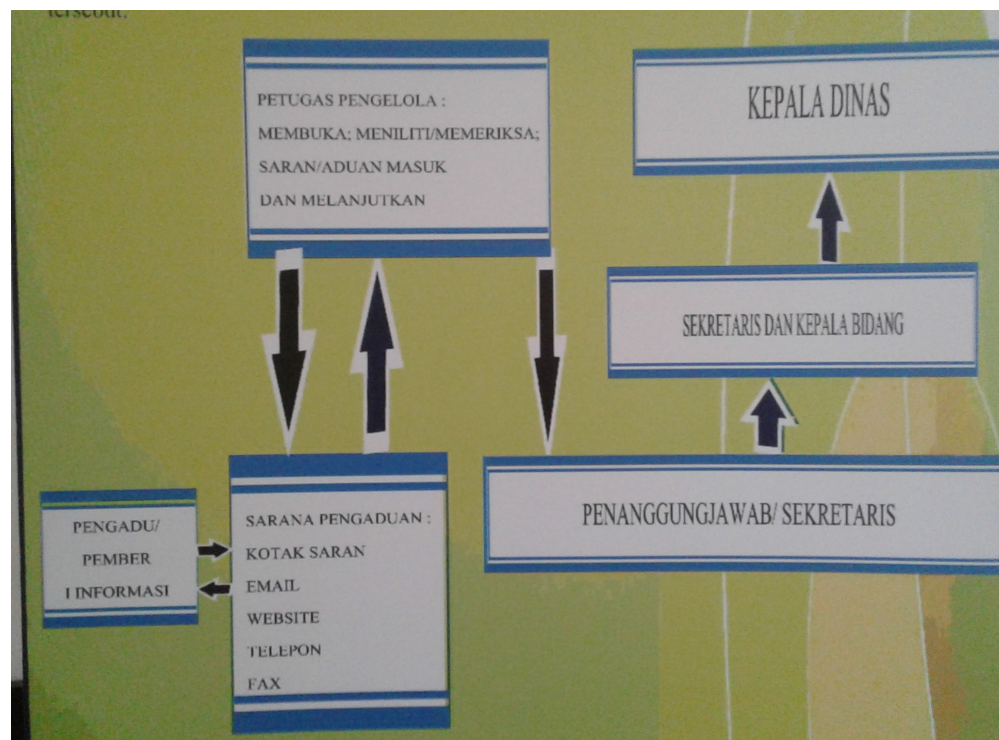 tersebut.
PETUGAS PENGELOLA :
MEMBUKA; MENILITI/MEMERIKSA;
SARAN/ADUAN MASUK
DAN MELANJUTKAN
KEPALA DINAS
SEKRETARIS DAN KEPALA BIDANG
PENANGGUNGJAWAB/ SEKRETARIS
PENGADU/
PEMBER
I INFORMASI
SARANA PENGADUAN :
KOTAK SARAN
EMAIL
WEBSITE
TELEPON
FAX